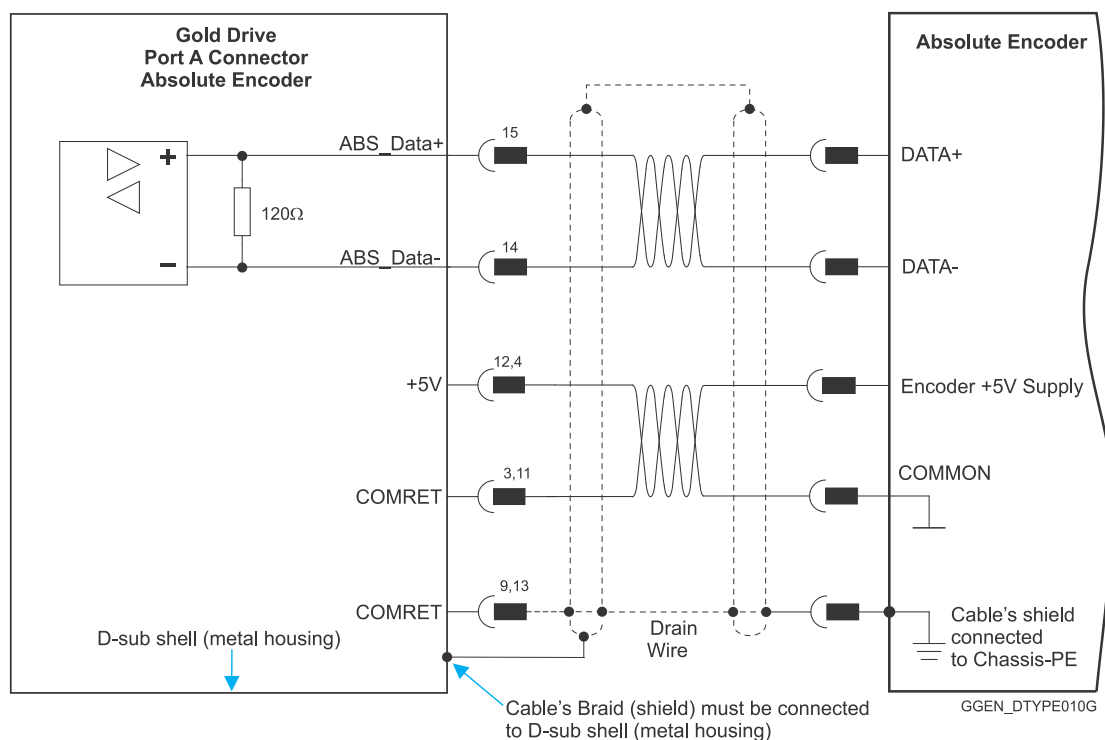 Gold Drive
Port A Connector
Absolute Encoder
Absolute Encoder
+
-
120Ω
ABS_Data+
15
DATA+
ABS_Data-
14
DATA-
+5V
12,4
Encoder +5V Supply
COMRET
3,11
COMMON
COMRET
9,13
Drain
Wire
Cable's shield
connected
to Chassis-PE
D-sub shell (metal housing)
Cable's Braid (shield) must be connected
to D-sub shell (metal housing)
GGEN_DTYPE010G